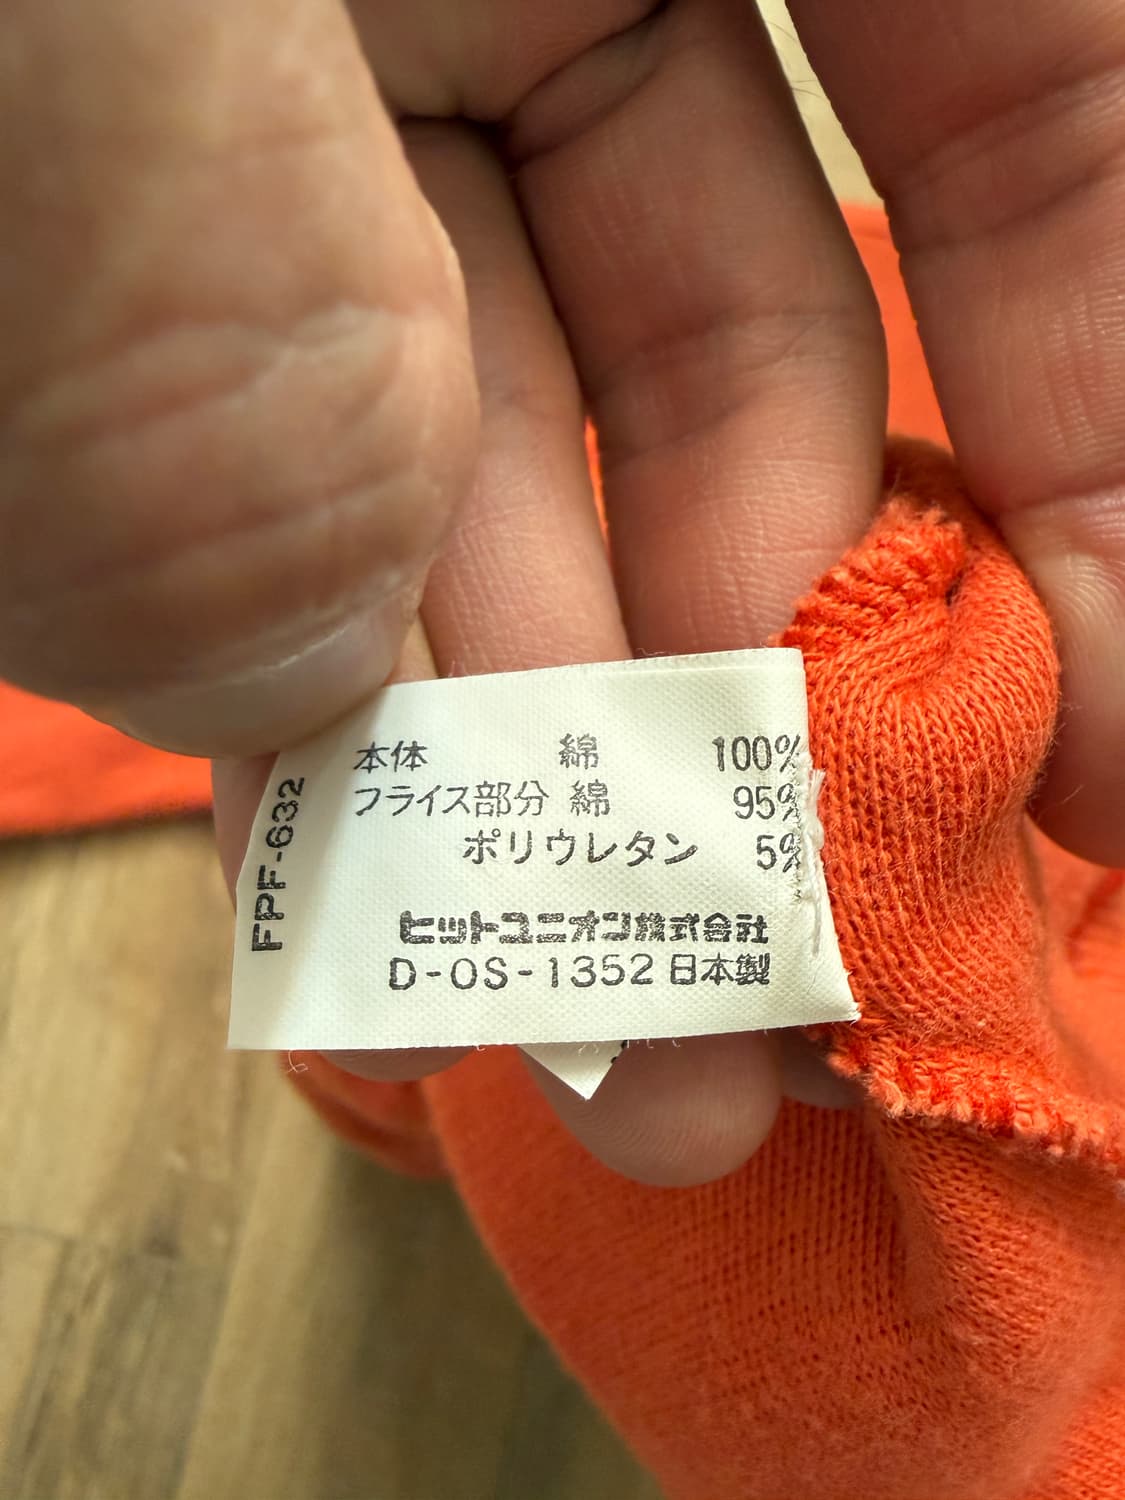 本体 綿 100%
フライス部分 綿 95%
ポリウレタン 5%
ヒットユニオン株式会社
D-OS-1352 日本製
FPF-632